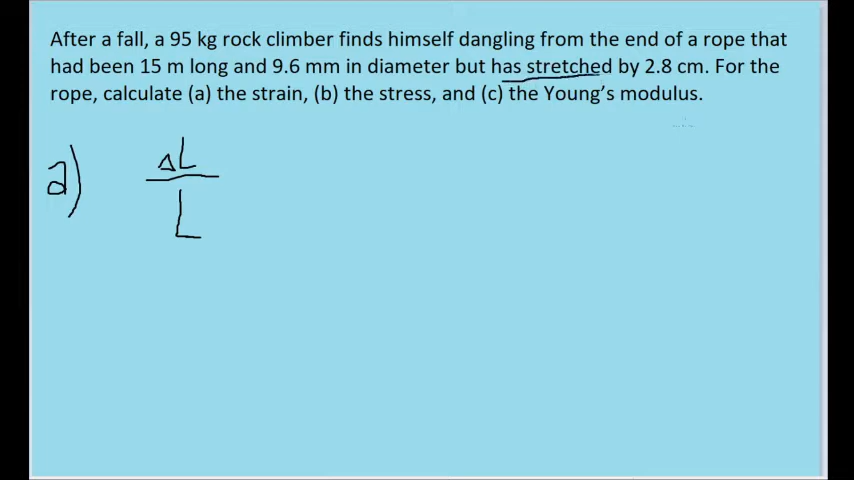 After a fall, a 95 kg rock climber finds himself dangling from the end of a rope that
had been 15 m long and 9.6 mm in diameter but has stretched by 2.8 cm. For the
rope, calculate (a) the strain, (b) the stress, and (c) the Young’s modulus.
a)
ΔL
L